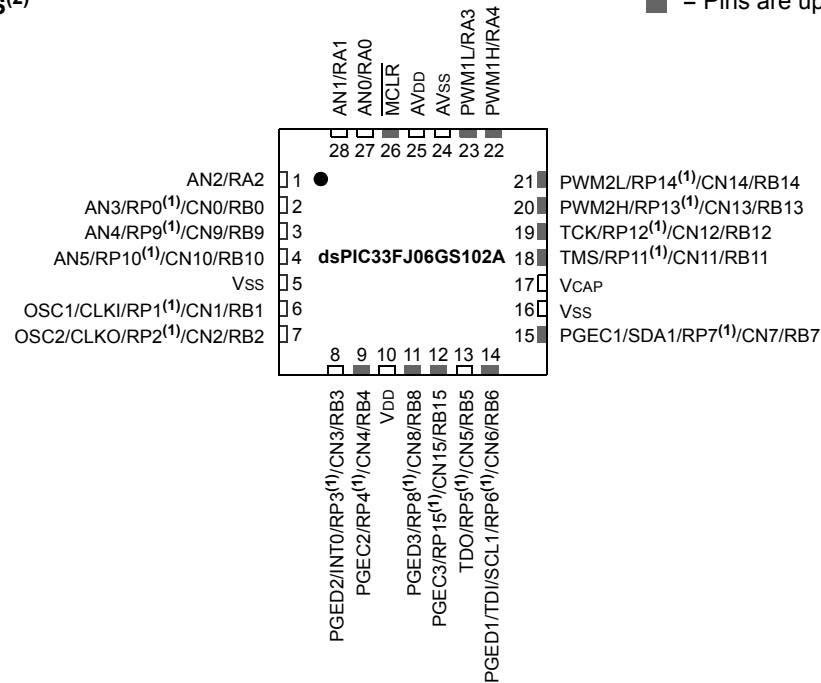 = Pins are up
AN1/RA1
AN0/RA0
MCLR
AVDD
AVSS
PWM1L/RA3
PWM1H/RA4
28 27 26 25 24 23 22
AN2/RA2 1
AN3/RP0(1)/CN0/RB0 2
AN4/RP9(1)/CN9/RB9 3
AN5/RP10(1)/CN10/RB10 4
VSS 5
OSC1/CLKI/RP1(1)/CN1/RB1 6
OSC2/CLKO/RP2(1)/CN2/RB2 7
dsPIC33FJ06GS102A
21 PWM2L/RP14(1)/CN14/RB14
20 PWM2H/RP13(1)/CN13/RB13
19 TCK/RP12(1)/CN12/RB12
18 TMS/RP11(1)/CN11/RB11
17 VCAP
16 VSS
15 PGEC1/SDA1/RP7(1)/CN7/RB7
8 9 10 11 12 13 14
PGED2/INT0/RP3(1)/CN3/RB3
PGEC2/RP4(1)/CN4/RB4
VDD
PGED3/RP8(1)/CN8/RB8
PGEC3/RP15(1)/CN15/RB15
TDO/RP5(1)/CN5/RB5
PGED1/TDI/SCL1/RP6(1)/CN6/RB6